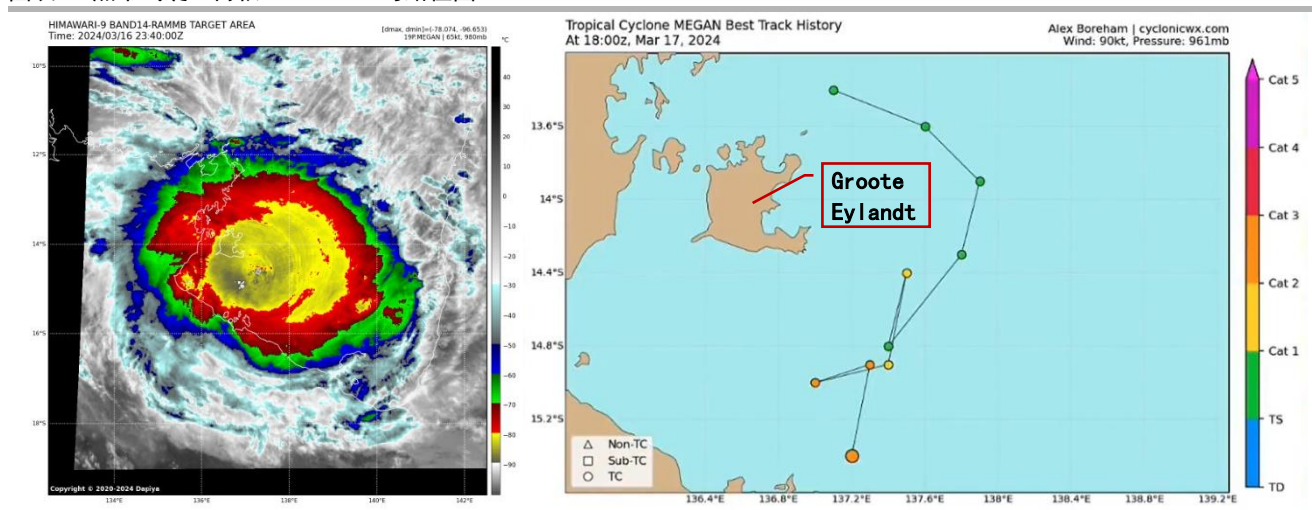 HIMAWARI-9 BAND14-RAMMB TARGET AREA
Time: 2024/03/16 23:40:00Z
[dmax, dmin]=(-78.074, -96.653)
19P.MEGAN | 65kt, 980mb
°C
40
30
20
10
0
−10
−20
−30
−40
−50
−60
−70
−80
−90
10°S
12°S
14°S
16°S
18°S
134°E
136°E
138°E
140°E
142°E
Copyright © 2020-2024 Dapiya
Tropical Cyclone MEGAN Best Track History
At 18:00z, Mar 17, 2024
Alex Boreham | cyclonicwx.com
Wind: 90kt, Pressure: 961mb
13.6°S
14°S
14.4°S
14.8°S
15.2°S
Groote
Eylandt
Non-TC
Sub-TC
TC
136.4°E
136.8°E
137.2°E
137.6°E
138°E
138.4°E
138.8°E
139.2°E
Cat 5
Cat 4
Cat 3
Cat 2
Cat 1
TS
TD